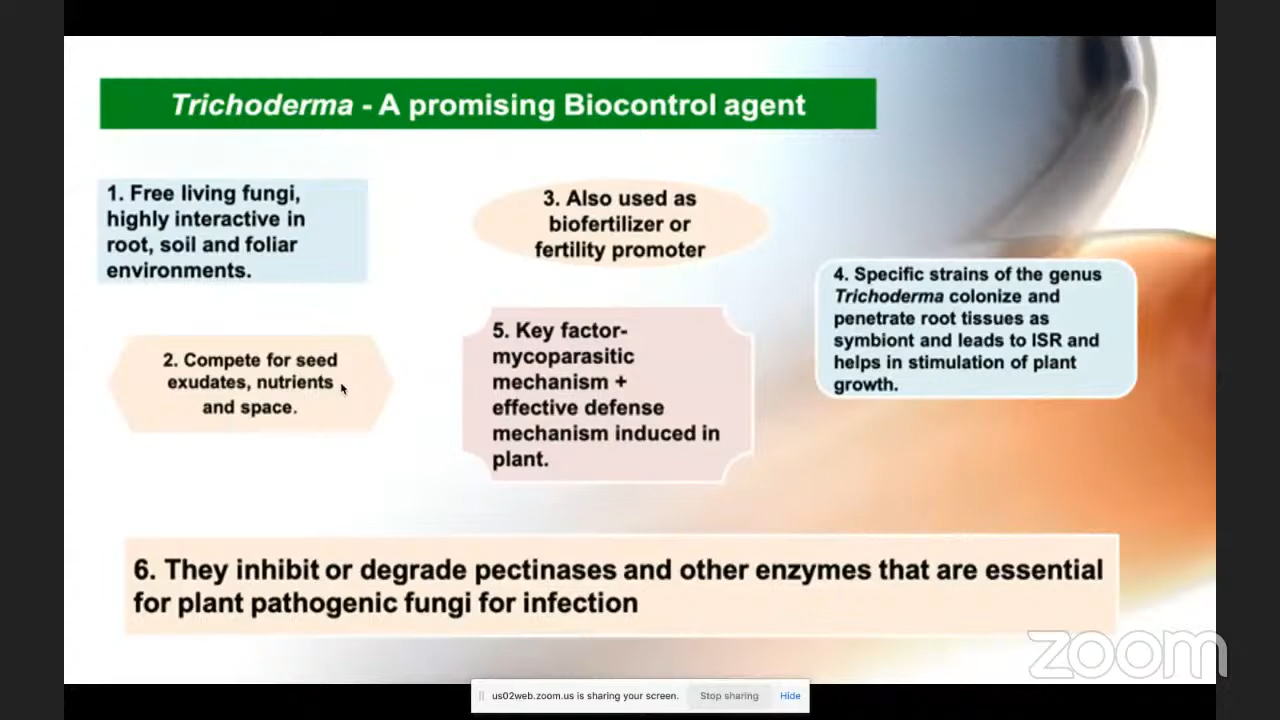 Trichoderma - A promising Biocontrol agent
1. Free living fungi,
highly interactive in
root, soil and foliar
environments.
2. Compete for seed
exudates, nutrients
and space.
3. Also used as
biofertilizer or
fertility promoter
4. Specific strains of the genus
Trichoderma colonize and
penetrate root tissues as
symbiont and leads to ISR and
helps in stimulation of plant
growth.
5. Key factor-
mycoparasitic
mechanism +
effective defense
mechanism induced in
plant.
6. They inhibit or degrade pectinases and other enzymes that are essential
for plant pathogenic fungi for infection
zoom
us02web.zoom.us is sharing your screen.
Stop sharing
Hide